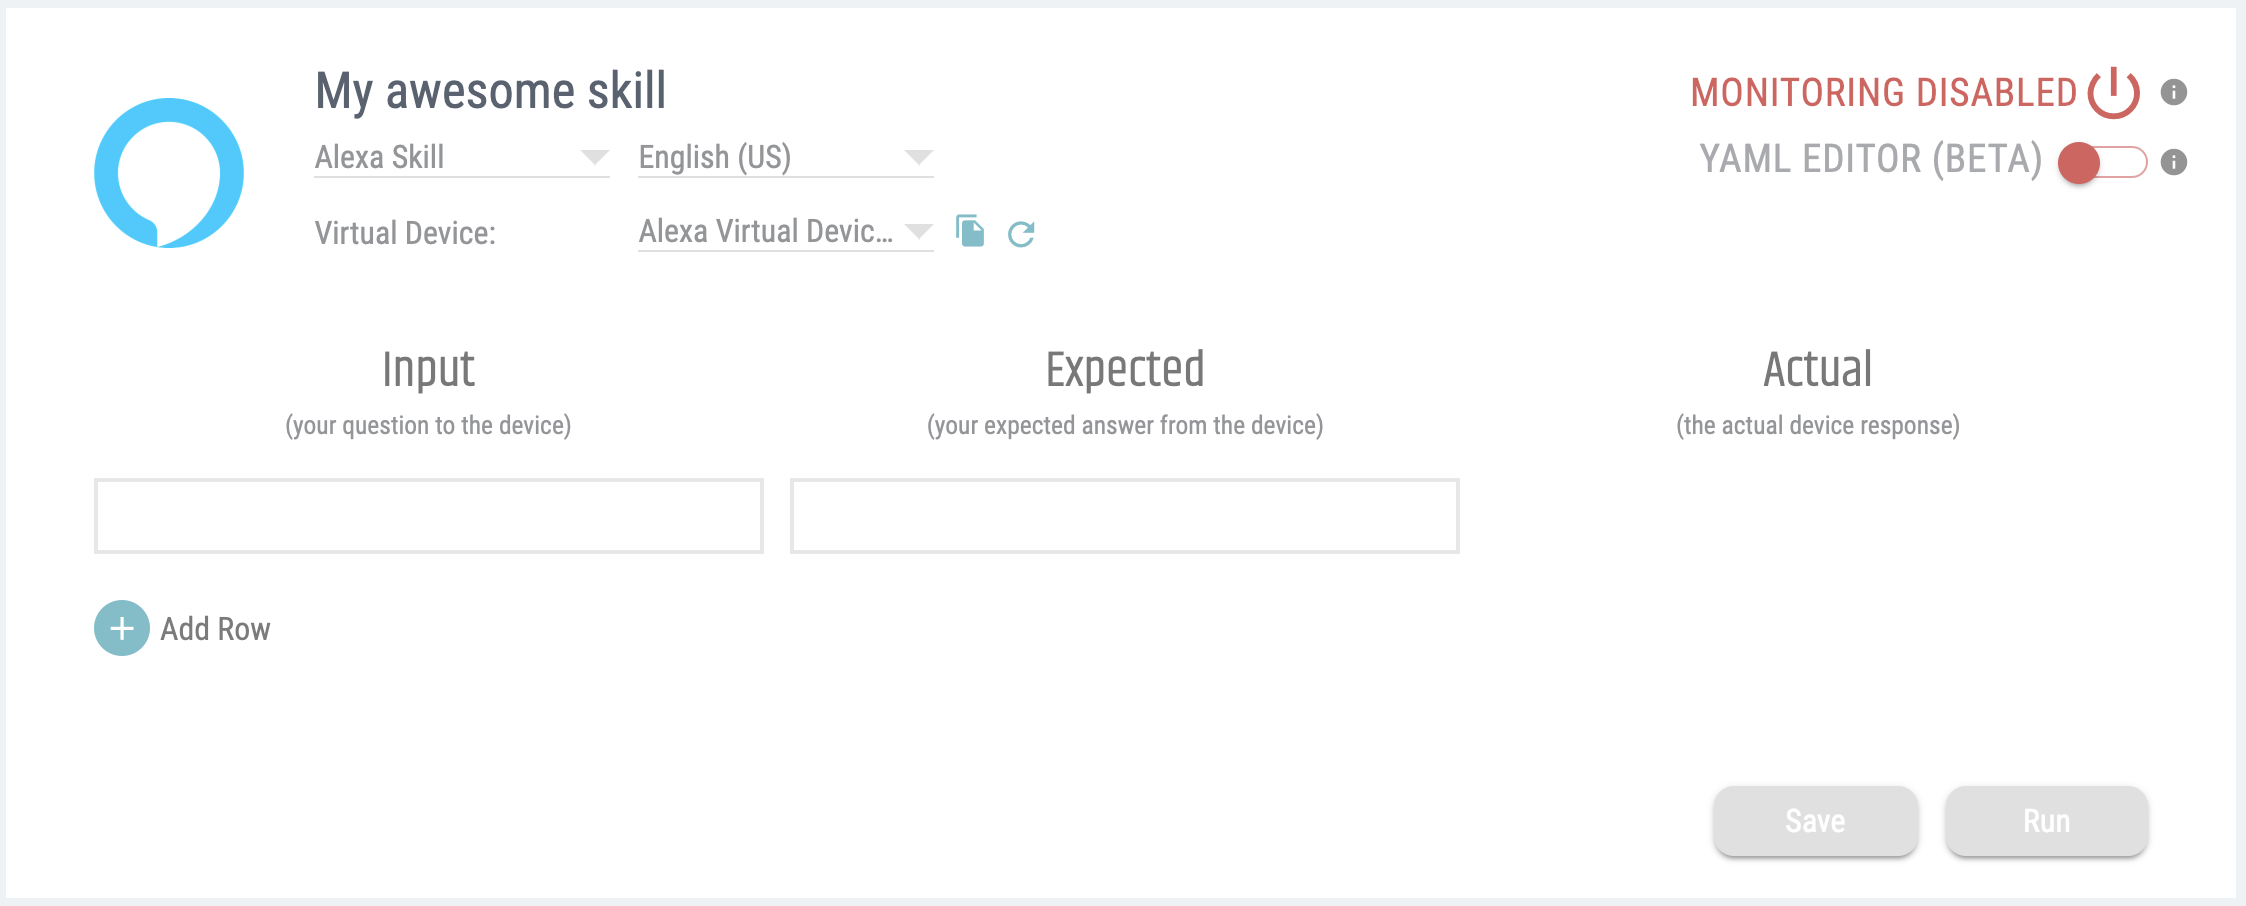 My awesome skill
MONITORING DISABLED
Alexa Skill English (US)
YAML EDITOR (BETA)
Virtual Device: Alexa Virtual Devic...
Input Expected Actual
(your question to the device) (your expected answer from the device) (the actual device response)
Add Row
Save Run